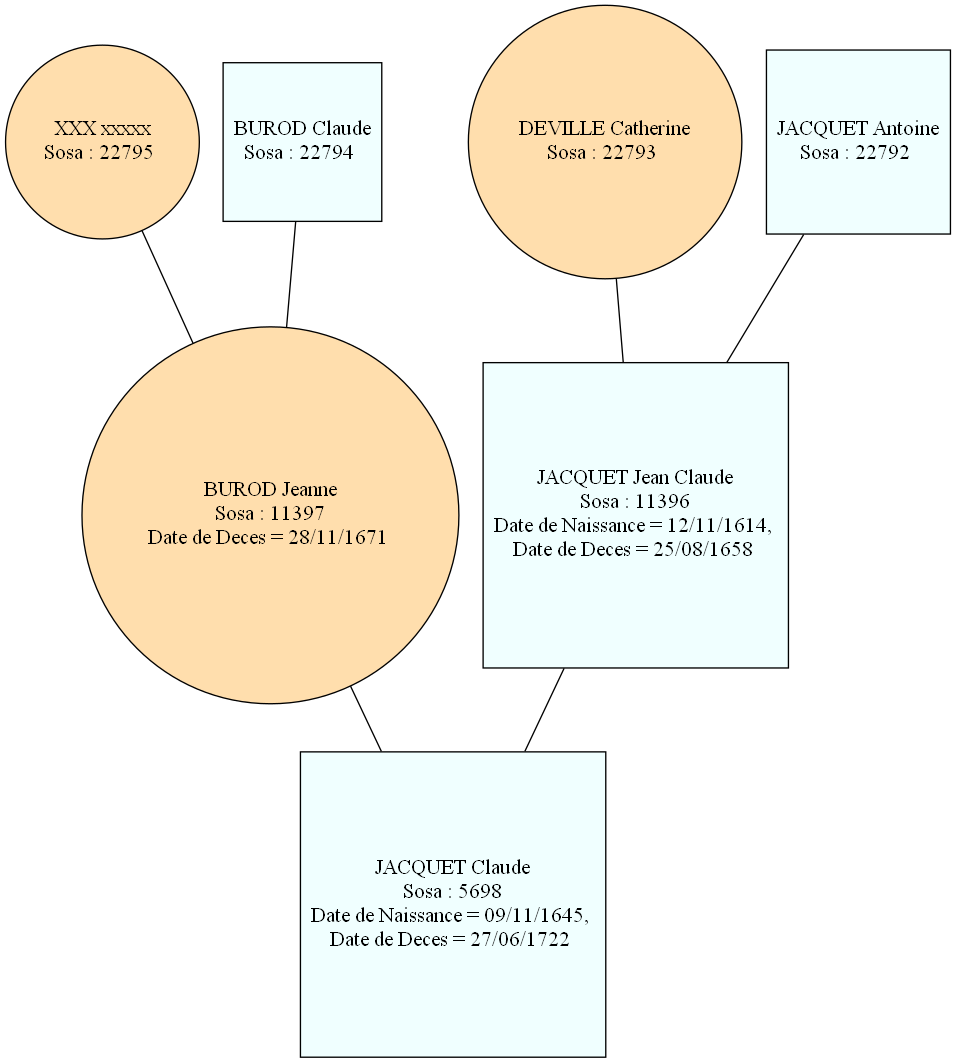 XXX xxxxx
Sosa : 22795
BUROD Claude
Sosa : 22794
DEVILLE Catherine
Sosa : 22793
JACQUET Antoine
Sosa : 22792
BUROD Jeanne
Sosa : 11397
Date de Deces = 28/11/1671
JACQUET Jean Claude
Sosa : 11396
Date de Naissance = 12/11/1614,
Date de Deces = 25/08/1658
JACQUET Claude
Sosa : 5698
Date de Naissance = 09/11/1645,
Date de Deces = 27/06/1722